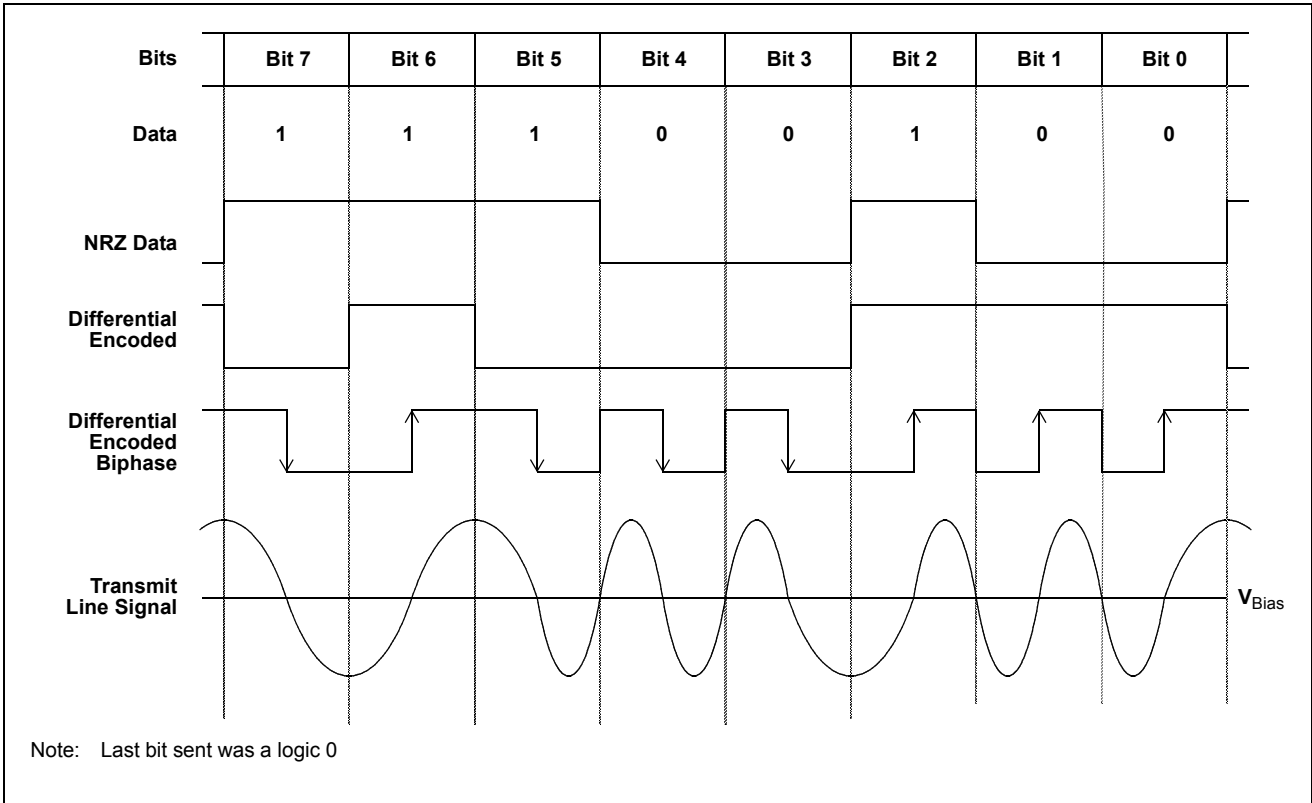 Bits Bit 7 Bit 6 Bit 5 Bit 4 Bit 3 Bit 2 Bit 1 Bit 0
Data 1 1 1 0 0 1 0 0
NRZ Data
Differential
Encoded
Differential
Encoded
Biphase
Transmit
Line Signal
VBias
Note: Last bit sent was a logic 0